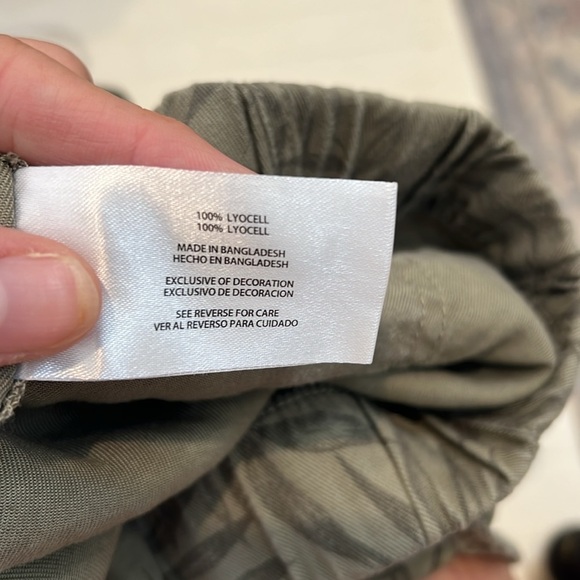 100% LYOCELL
100% LYOCELL
MADE IN BANGLADESH
HECHO EN BANGLADESH
EXCLUSIVE OF DECORATION
EXCLUSIVO DE DECORACION
SEE REVERSE FOR CARE
VER AL REVERSO PARA CUIDADO